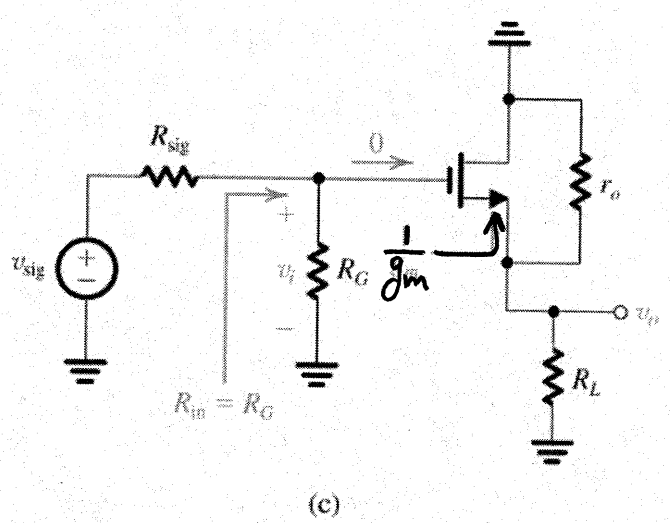 R_sig
0
v_sig
+
−
+
v_i
−
R_G
1
g_m
r_o
v_o
R_L
R_in = R_G
(c)